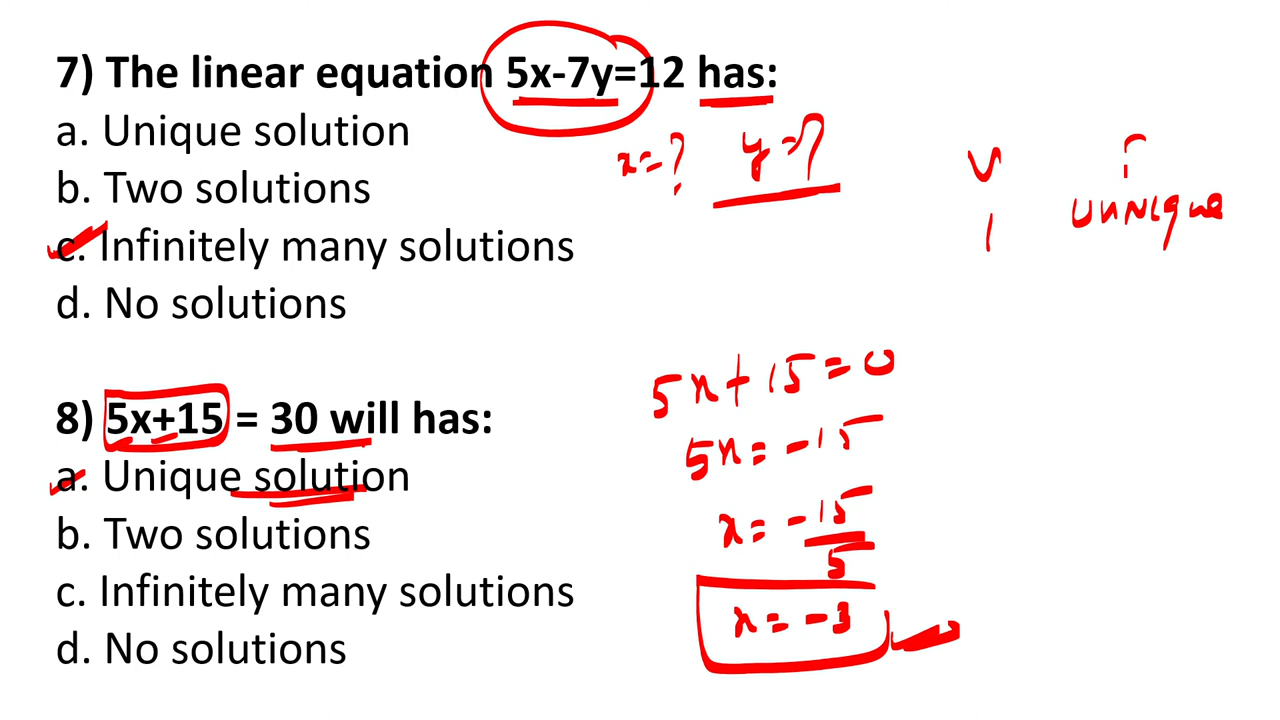 7) The linear equation 5x-7y=12 has:
a. Unique solution
x=? y=?
b. Two solutions
unnique
c. Infinitely many solutions
d. No solutions
5x+15=0
8) 5x+15 = 30 will has:
5x=-15
a. Unique solution
b. Two solutions
x=-15
5
c. Infinitely many solutions
x=-3
d. No solutions